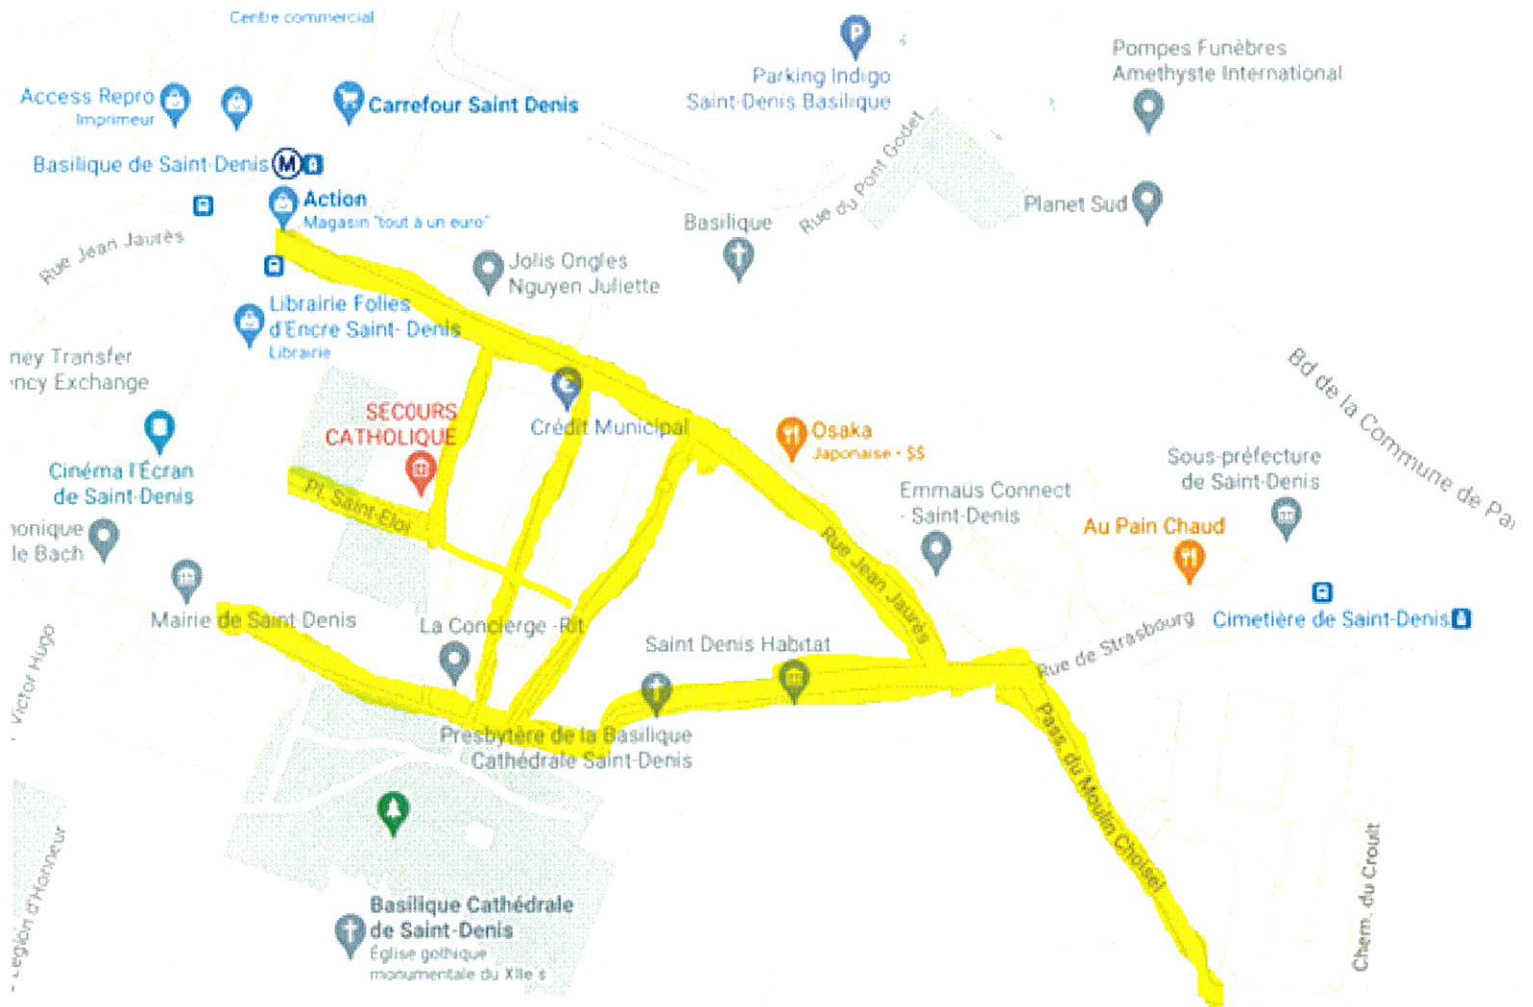 Centre commercial
Access Repro
Imprimeur
Carrefour Saint Denis
P
Parking Indigo
Saint-Denis Basilique
Pompes Funèbres
Amethyste International
Basilique de Saint-Denis M
Action
Magasin "tout à un euro"
Rue du Pont Godet
Planet Sud
Basilique
Rue Jean Jaurès
Jolis Ongles
Nguyen Juliette
Librairie Folies
d'Encre Saint- Denis
Librairie
ney Transfer
ency Exchange
Bd de la Commune de Pa
SECOURS
CATHOLIQUE
Crédit Municipal
Osaka
Japonaise - $$
Cinéma l'Écran
de Saint-Denis
Pl. Saint-Eloi
Sous-préfecture
de Saint-Denis
Emmaüs Connect
- Saint-Denis
Au Pain Chaud
onique
le Bach
Rue Jean Jaurès
Mairie de Saint Denis
La Concierge -Rit
Saint Denis Habitat
Rue de Strasbourg
Cimetière de Saint-Denis
Victor Hugo
Presbytère de la Basilique
Cathédrale Saint-Denis
Pass. du Moulin Choisel
Légion d'Honneur
Chem. du Croult
Basilique Cathédrale
de Saint-Denis
Église gothique
monumentale du XIIe s